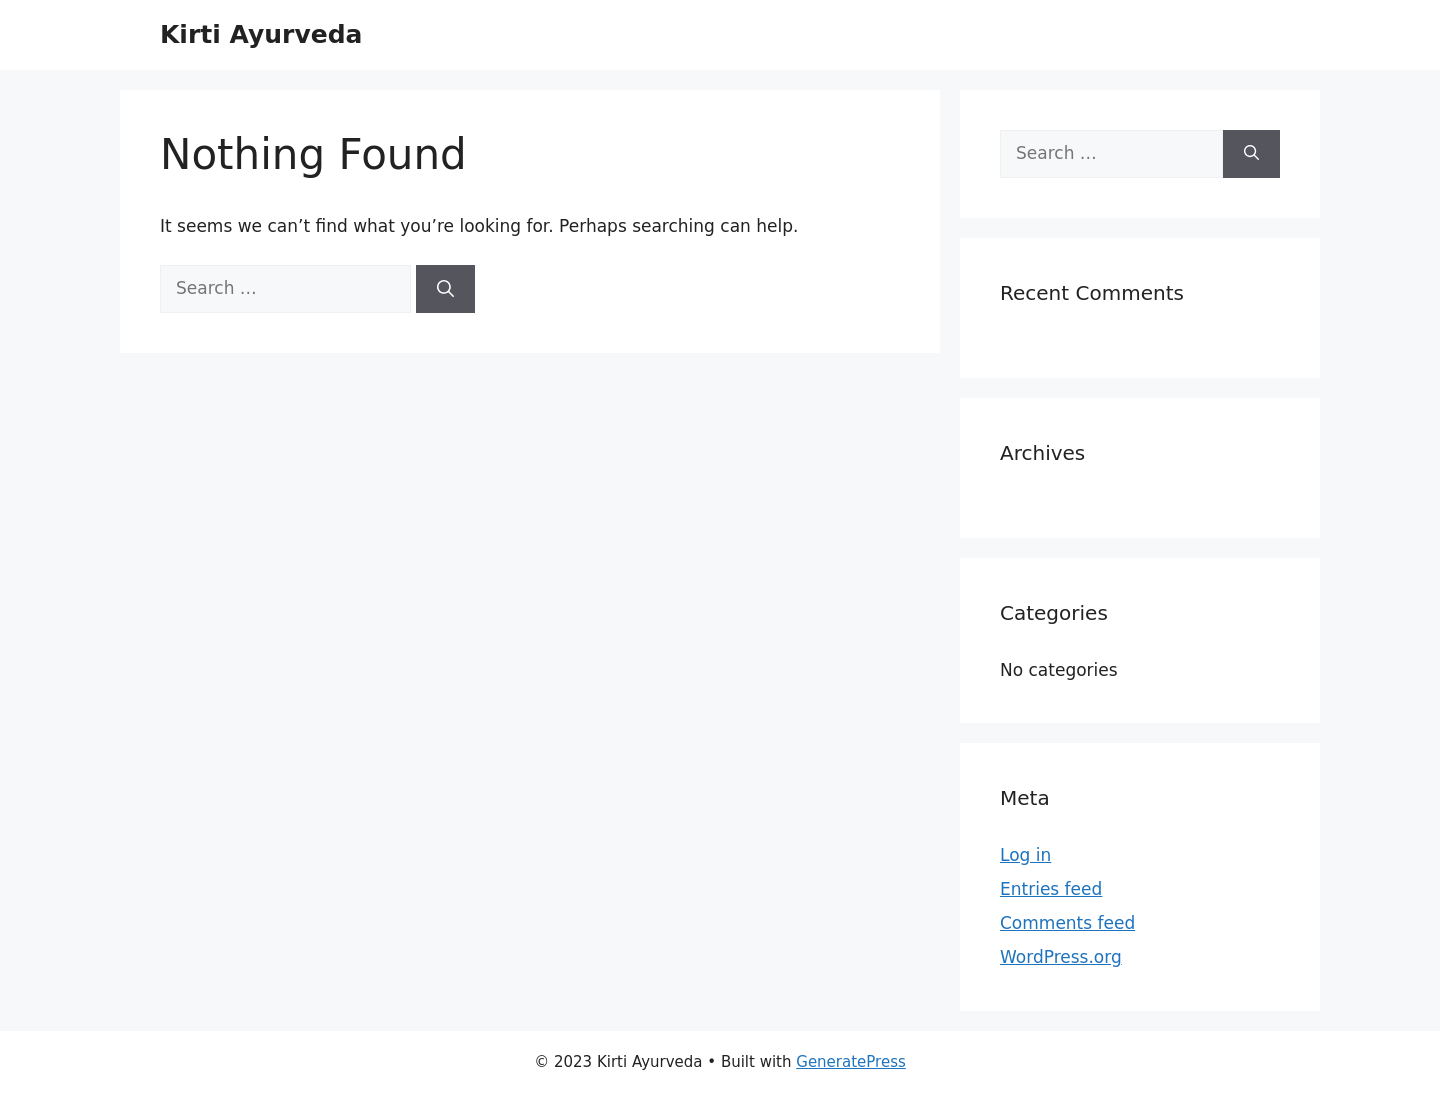 Kirti Ayurveda
Nothing Found
It seems we can’t find what you’re looking for. Perhaps searching can help.
Search …
Search …
Recent Comments
Archives
Categories
No categories
Meta
Log in
Entries feed
Comments feed
WordPress.org
© 2023 Kirti Ayurveda • Built with GeneratePress